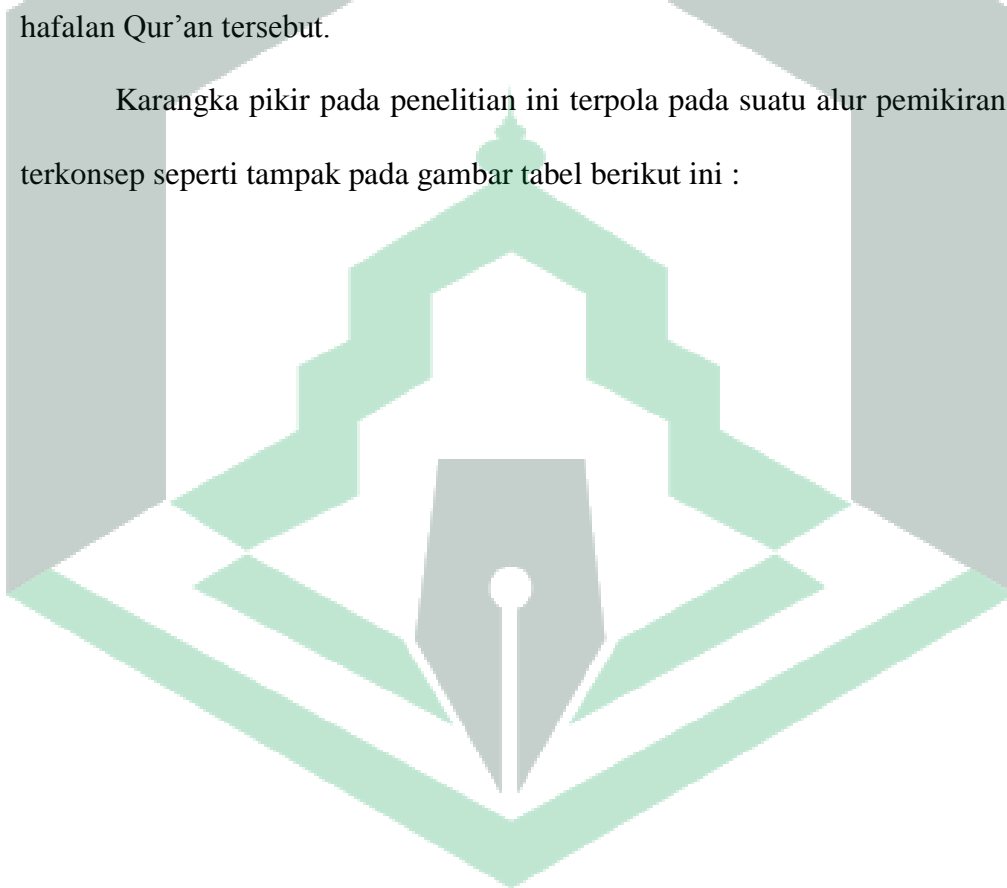 hafalan Qur’an tersebut.
Karangka pikir pada penelitian ini terpola pada suatu alur pemikiran
terkonsep seperti tampak pada gambar tabel berikut ini :